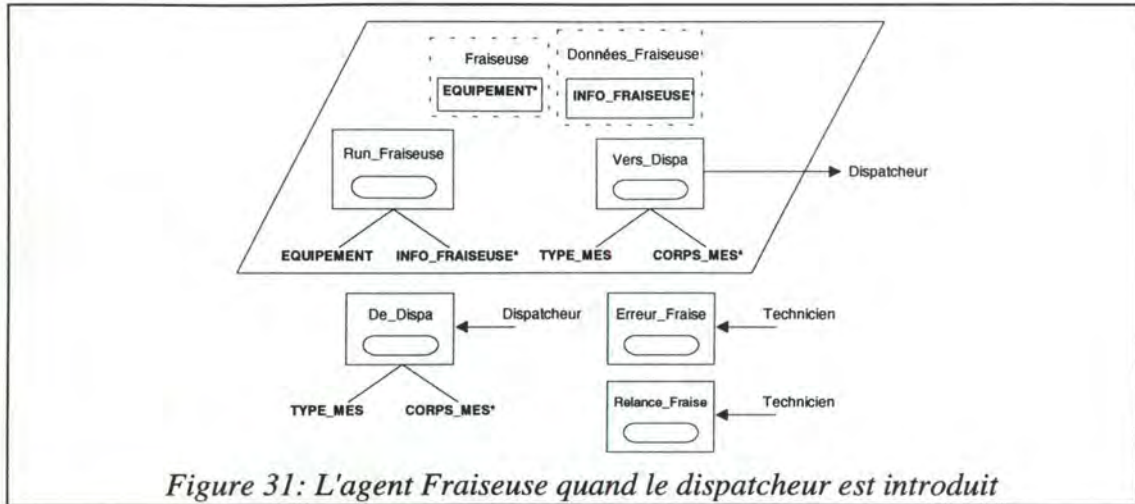 Fraiseuse
Données_Fraiseuse
EQUIPEMENT*
INFO_FRAISEUSE*
Run_Fraiseuse
Vers_Dispa
Dispatcheur
EQUIPEMENT
INFO_FRAISEUSE*
TYPE_MES
CORPS_MES*
De_Dispa
Dispatcheur
Erreur_Fraise
Technicien
TYPE_MES
CORPS_MES*
Relance_Fraise
Technicien
Figure 31: L'agent Fraiseuse quand le dispatcheur est introduit